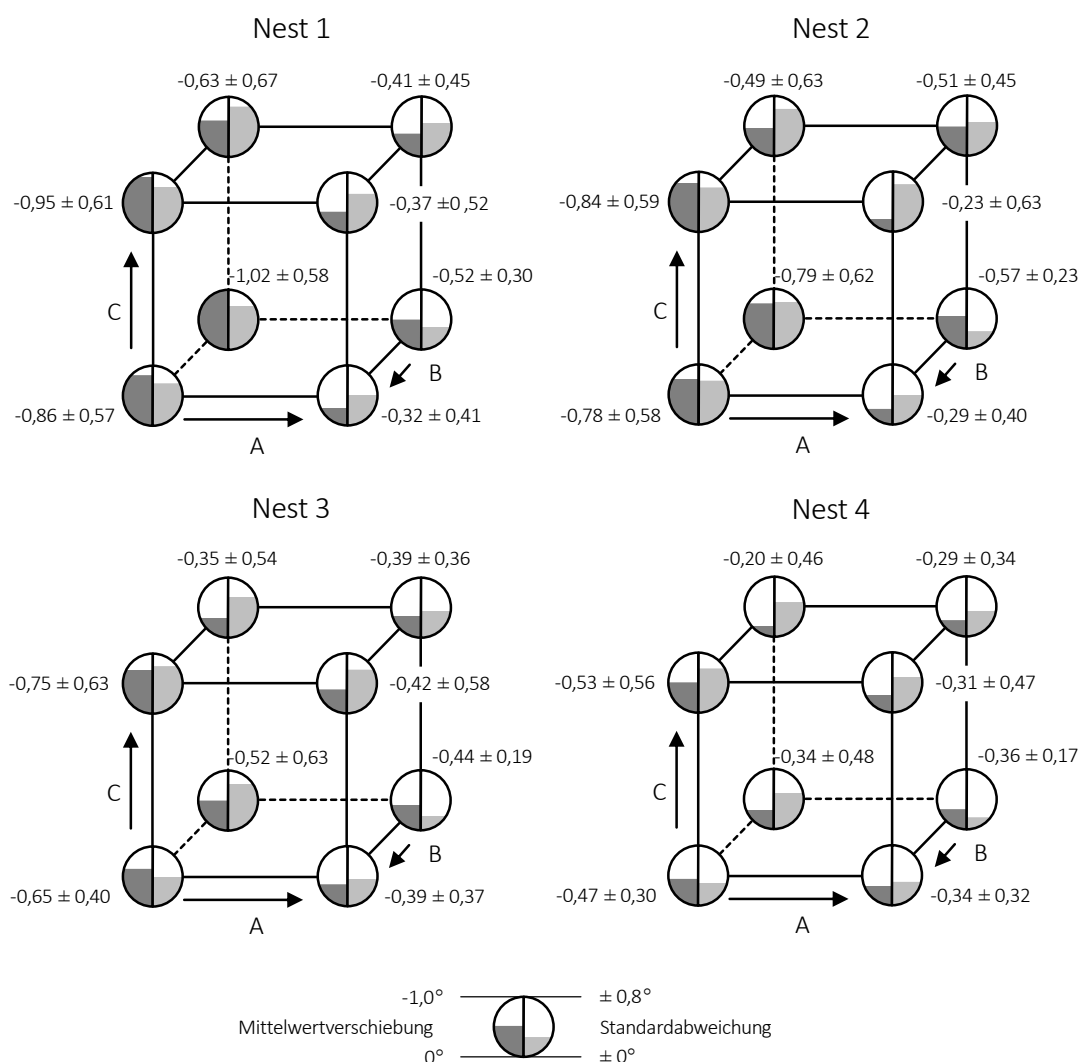 Nest 1 Nest 2
-0,63 ± 0,67 -0,41 ± 0,45 -0,49 ± 0,63 -0,51 ± 0,45
-0,95 ± 0,61 -0,37 ±0,52 -0,84 ± 0,59 -0,23 ± 0,63
-1,02 ± 0,58 -0,52 ± 0,30 -0,79 ± 0,62 -0,57 ± 0,23
C C
B B
-0,86 ± 0,57 -0,32 ± 0,41 -0,78 ± 0,58 -0,29 ± 0,40
A A
Nest 3 Nest 4
-0,35 ± 0,54 -0,39 ± 0,36 -0,20 ± 0,46 -0,29 ± 0,34
-0,75 ± 0,63 -0,42 ± 0,58 -0,53 ± 0,56 -0,31 ± 0,47
-0,52 ± 0,63 -0,44 ± 0,19 -0,34 ± 0,48 -0,36 ± 0,17
C C
B B
-0,65 ± 0,40 -0,39 ± 0,37 -0,47 ± 0,30 -0,34 ± 0,32
A A
-1,0° ± 0,8°
Mittelwertverschiebung Standardabweichung
0° ± 0°